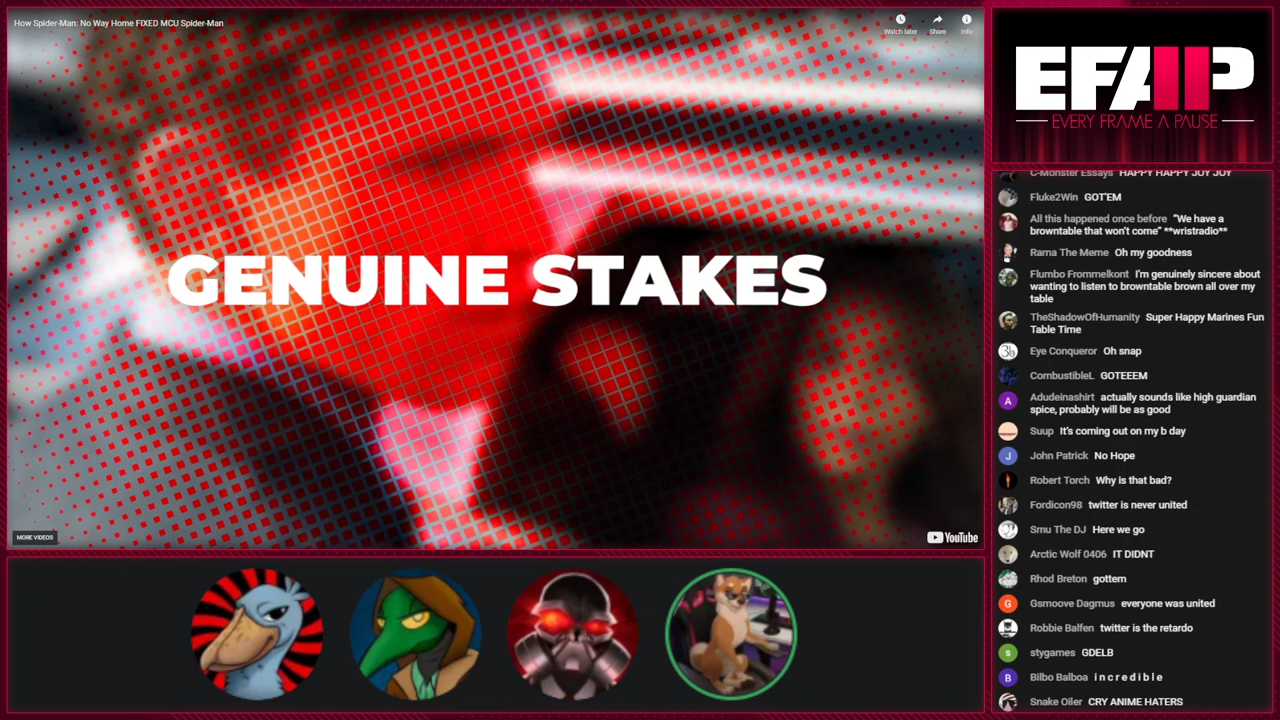 How Spider-Man: No Way Home FIXED MCU Spider-Man
Watch later
Share
Info
GENUINE STAKES
MORE VIDEOS
YouTube
EFAP
EVERY FRAME A PAUSE
C-Monster Essays HAPPY HAPPY JOY JOY
Fluke2Win GOT'EM
All this happened once before "We have a
browntable that won't come" **wristradio**
Rama The Meme Oh my goodness
Flumbo Frommelkont I'm genuinely sincere about
wanting to listen to browntable brown all over my
table
TheShadowOfHumanity Super Happy Marines Fun
Table Time
Eye Conqueror Oh snap
CombustibleL GOTEEEM
A
Adudeinashirt actually sounds like high guardian
spice, probably will be as good
Suup It's coming out on my b day
J
John Patrick No Hope
Robert Torch Why is that bad?
Fordicon98 twitter is never united
Smu The DJ Here we go
Arctic Wolf 0406 IT DIDNT
Rhod Breton gottem
G
Gsmoove Dagmus everyone was united
Robbie Balfen twitter is the retardo
s
stygames GDELB
B
Bilbo Balboa i n c r e d i b l e
Snake Oiler CRY ANIME HATERS